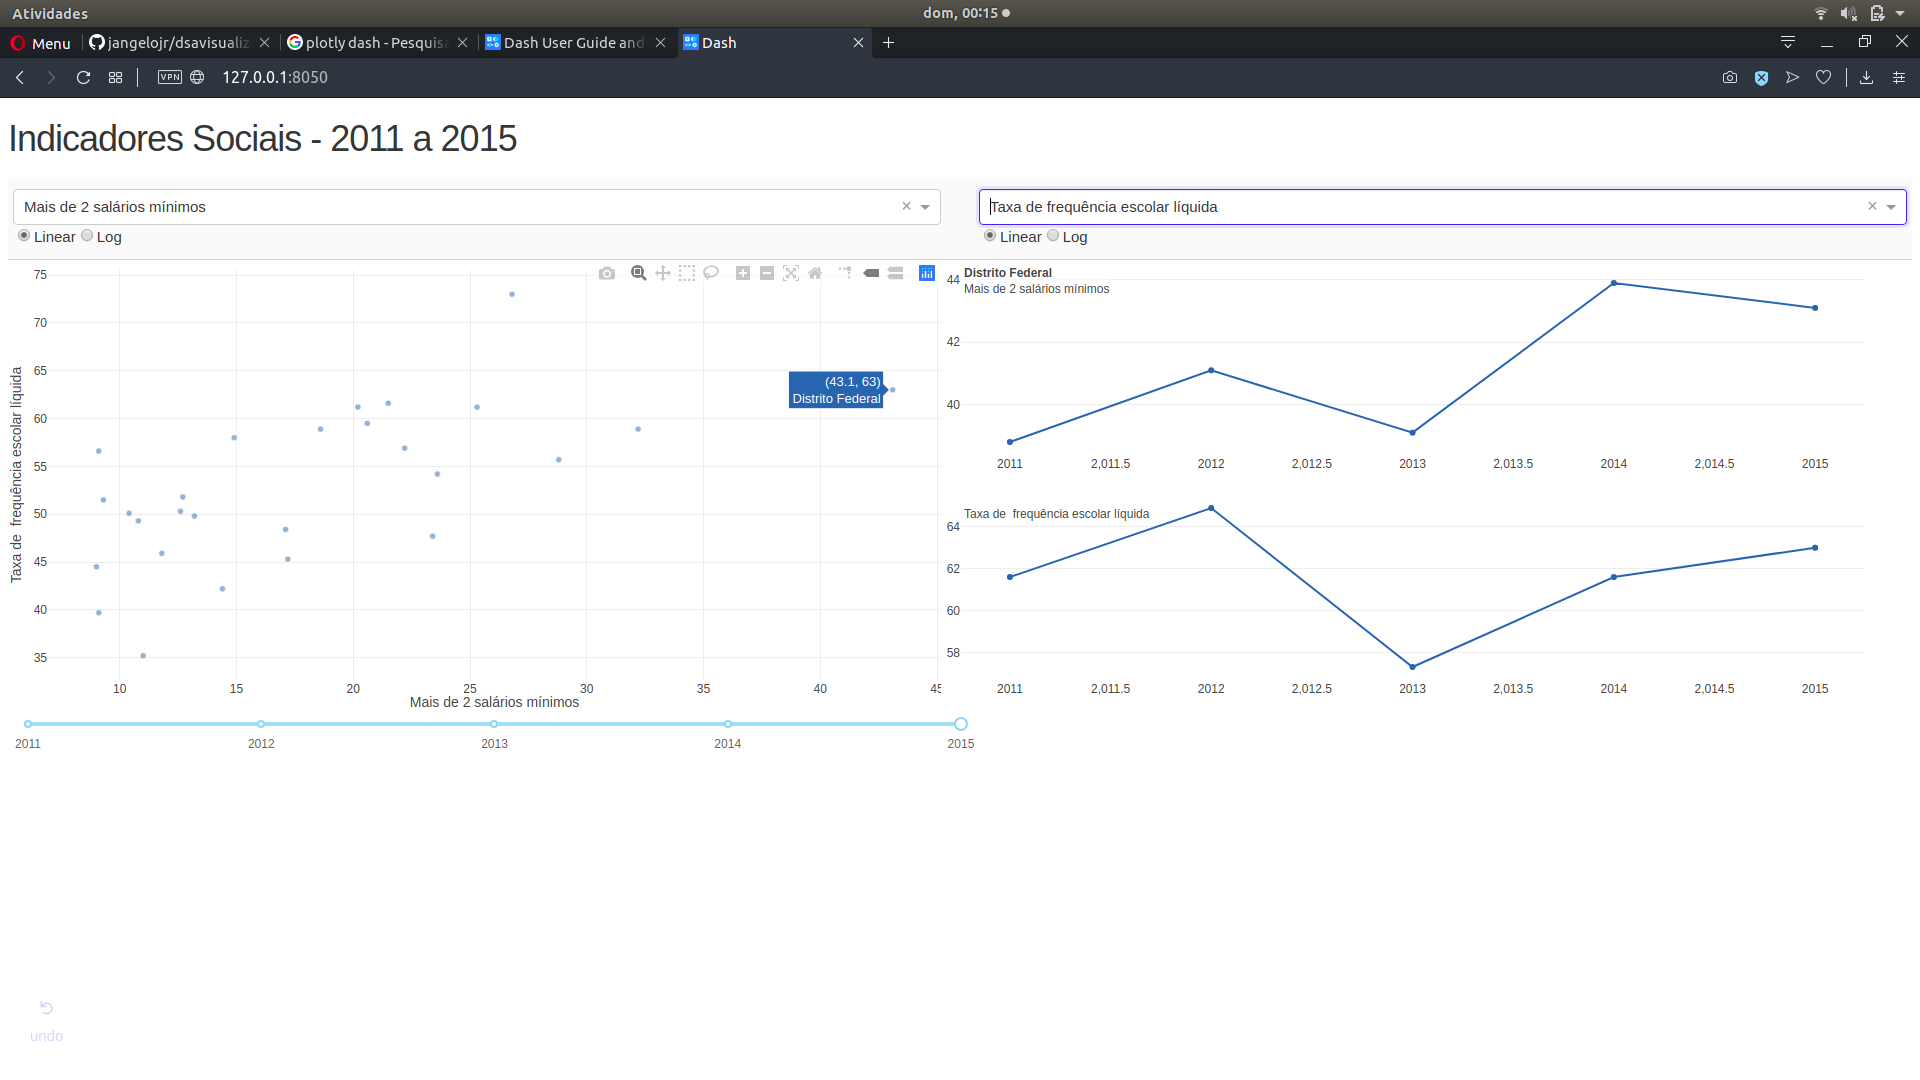 Atividades
dom, 00:15
Menu
jangelojr/dsavisualiz
plotly dash - Pesquisa
Dash User Guide and
Dash
VPN
127.0.0.1:8050
Indicadores Sociais - 2011 a 2015
Mais de 2 salários mínimos
Linear Log
Taxa de frequência escolar líquida
Linear Log
75
70
65
60
55
50
45
40
35
Taxa de frequência escolar líquida
(43.1, 63)
Distrito Federal
10 15 20 25 30 35 40 45
Mais de 2 salários mínimos
2011 2012 2013 2014 2015
Distrito Federal
Mais de 2 salários mínimos
44
42
40
2011 2,011.5 2012 2,012.5 2013 2,013.5 2014 2,014.5 2015
Taxa de frequência escolar líquida
64
62
60
58
2011 2,011.5 2012 2,012.5 2013 2,013.5 2014 2,014.5 2015
undo